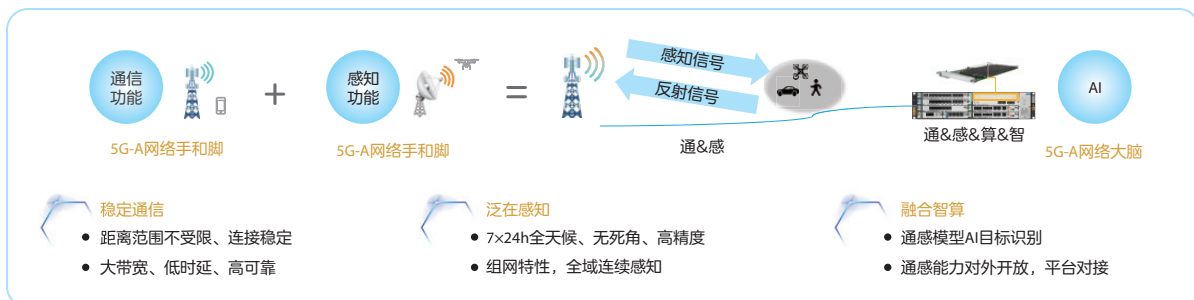 通信
功能
+
感知
功能
=
感知信号
反射信号
AI
5G-A网络手和脚
5G-A网络手和脚
通&感
通&感&算&智
5G-A网络大脑
稳定通信
● 距离范围不受限、连接稳定
● 大带宽、低时延、高可靠
泛在感知
● 7×24h全天候、无死角、高精度
● 组网特性，全域连续感知
融合智算
● 通感模型AI目标识别
● 通感能力对外开放，平台对接